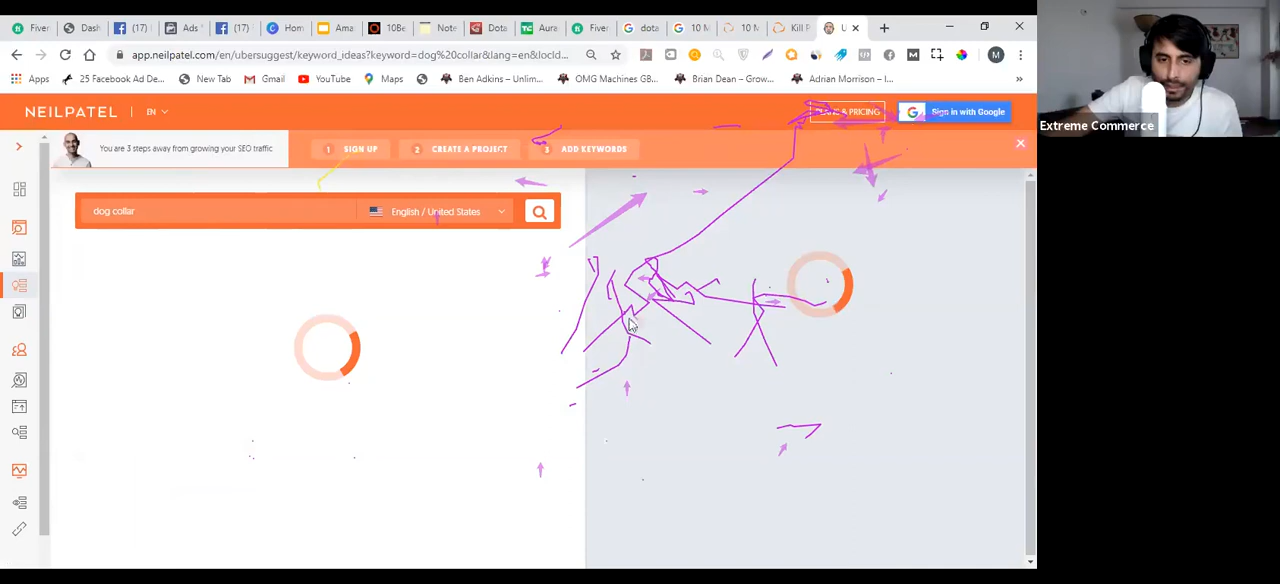 Fiver Dash (17) Ads Hom Ama 10Be Note Dota Aura Fiver dota 10 M 10 M Kill P U
app.neilpatel.com/en/ubersuggest/keyword_ideas?keyword=dog%20collar&lang=en&locId...
Apps 25 Facebook Ad De... New Tab Gmail YouTube Maps Ben Adkins – Unlim... OMG Machines GB... Brian Dean – Grow... Adrian Morrison – I... »
NEILPATEL EN & PRICING Sign in with Google
You are 3 steps away from growing your SEO traffic 1 SIGN UP 2 CREATE A PROJECT 3 ADD KEYWORDS
dog collar English / United States
Extreme Commerce